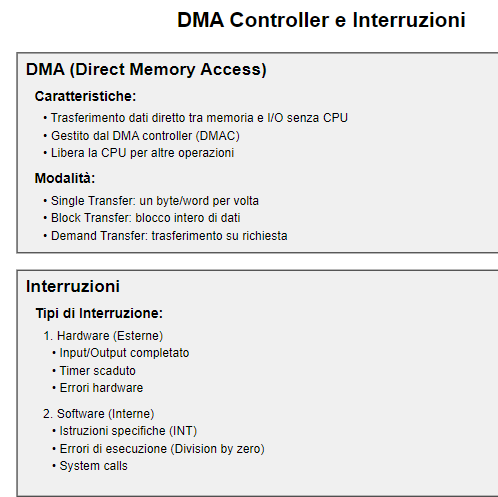 DMA Controller e Interruzioni
DMA (Direct Memory Access)
Caratteristiche:
• Trasferimento dati diretto tra memoria e I/O senza CPU
• Gestito dal DMA controller (DMAC)
• Libera la CPU per altre operazioni
Modalità:
• Single Transfer: un byte/word per volta
• Block Transfer: blocco intero di dati
• Demand Transfer: trasferimento su richiesta
Interruzioni
Tipi di Interruzione:
1. Hardware (Esterne)
• Input/Output completato
• Timer scaduto
• Errori hardware
2. Software (Interne)
• Istruzioni specifiche (INT)
• Errori di esecuzione (Division by zero)
• System calls